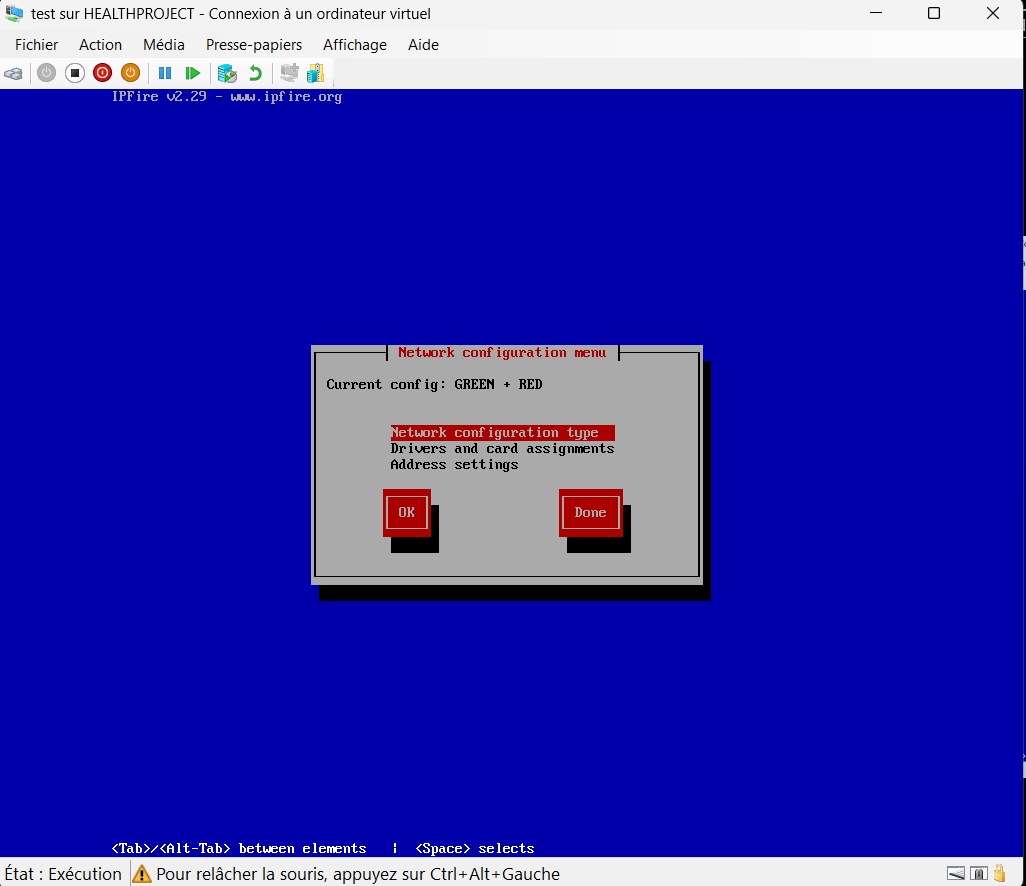 test sur HEALTHPROJECT - Connexion à un ordinateur virtuel
Fichier Action Média Presse-papiers Affichage Aide
IPFire v2.29 - www.ipfire.org
Network configuration menu
Current config: GREEN + RED
Network configuration type
Drivers and card assignments
Address settings
OK Done
<Tab>/<Alt-Tab> between elements | <Space> selects
État : Exécution Pour relâcher la souris, appuyez sur Ctrl+Alt+Gauche